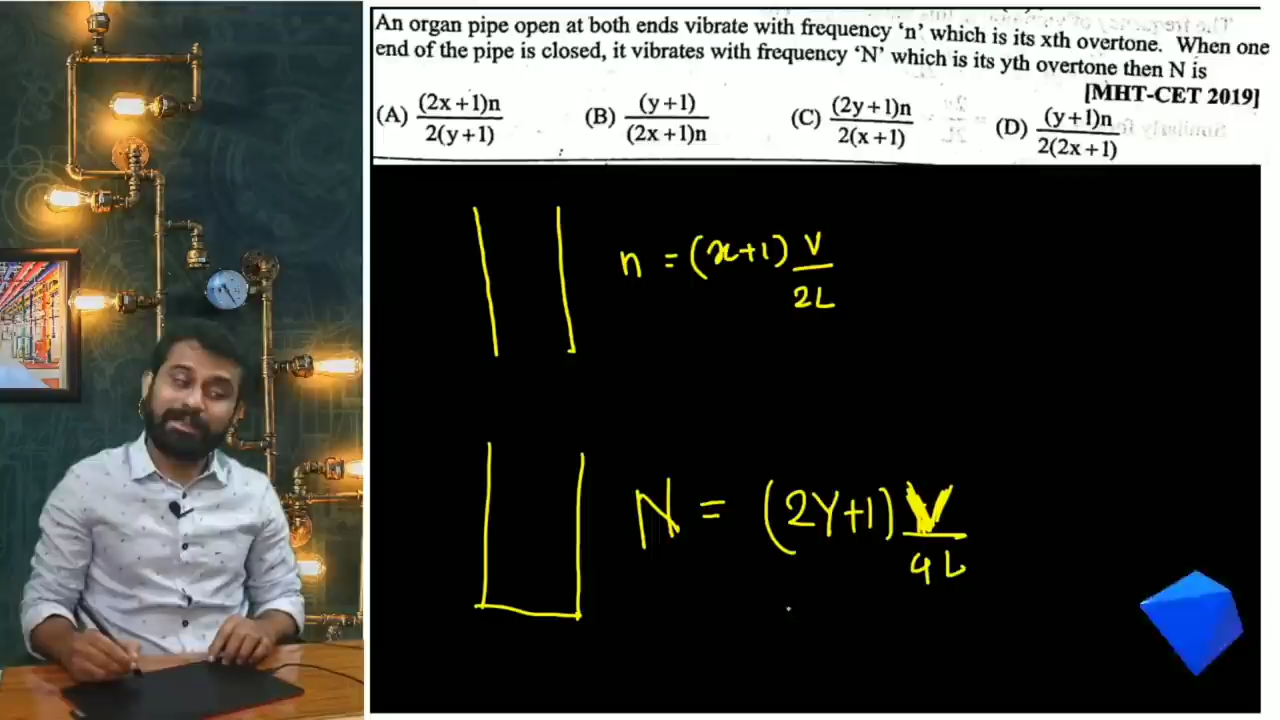 An organ pipe open at both ends vibrate with frequency ‘n’ which is its xth overtone. When one
end of the pipe is closed, it vibrates with frequency ‘N’ which is its yth overtone then N is
[MHT-CET 2019]
(A) (2x+1)n / 2(y+1) (B) (y+1) / (2x+1)n (C) (2y+1)n / 2(x+1) (D) (y+1)n / 2(2x+1)
n = (x+1) V / 2L
N = (2Y+1) V / 4L